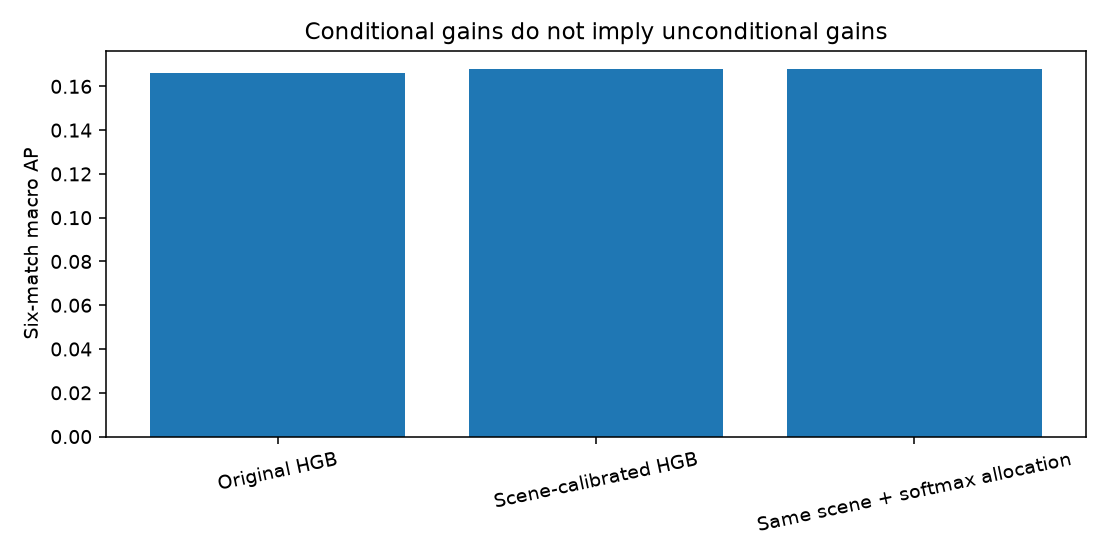 Conditional gains do not imply unconditional gains
Six-match macro AP
0.16
0.14
0.12
0.10
0.08
0.06
0.04
0.02
0.00
Original HGB
Scene-calibrated HGB
Same scene + softmax allocation